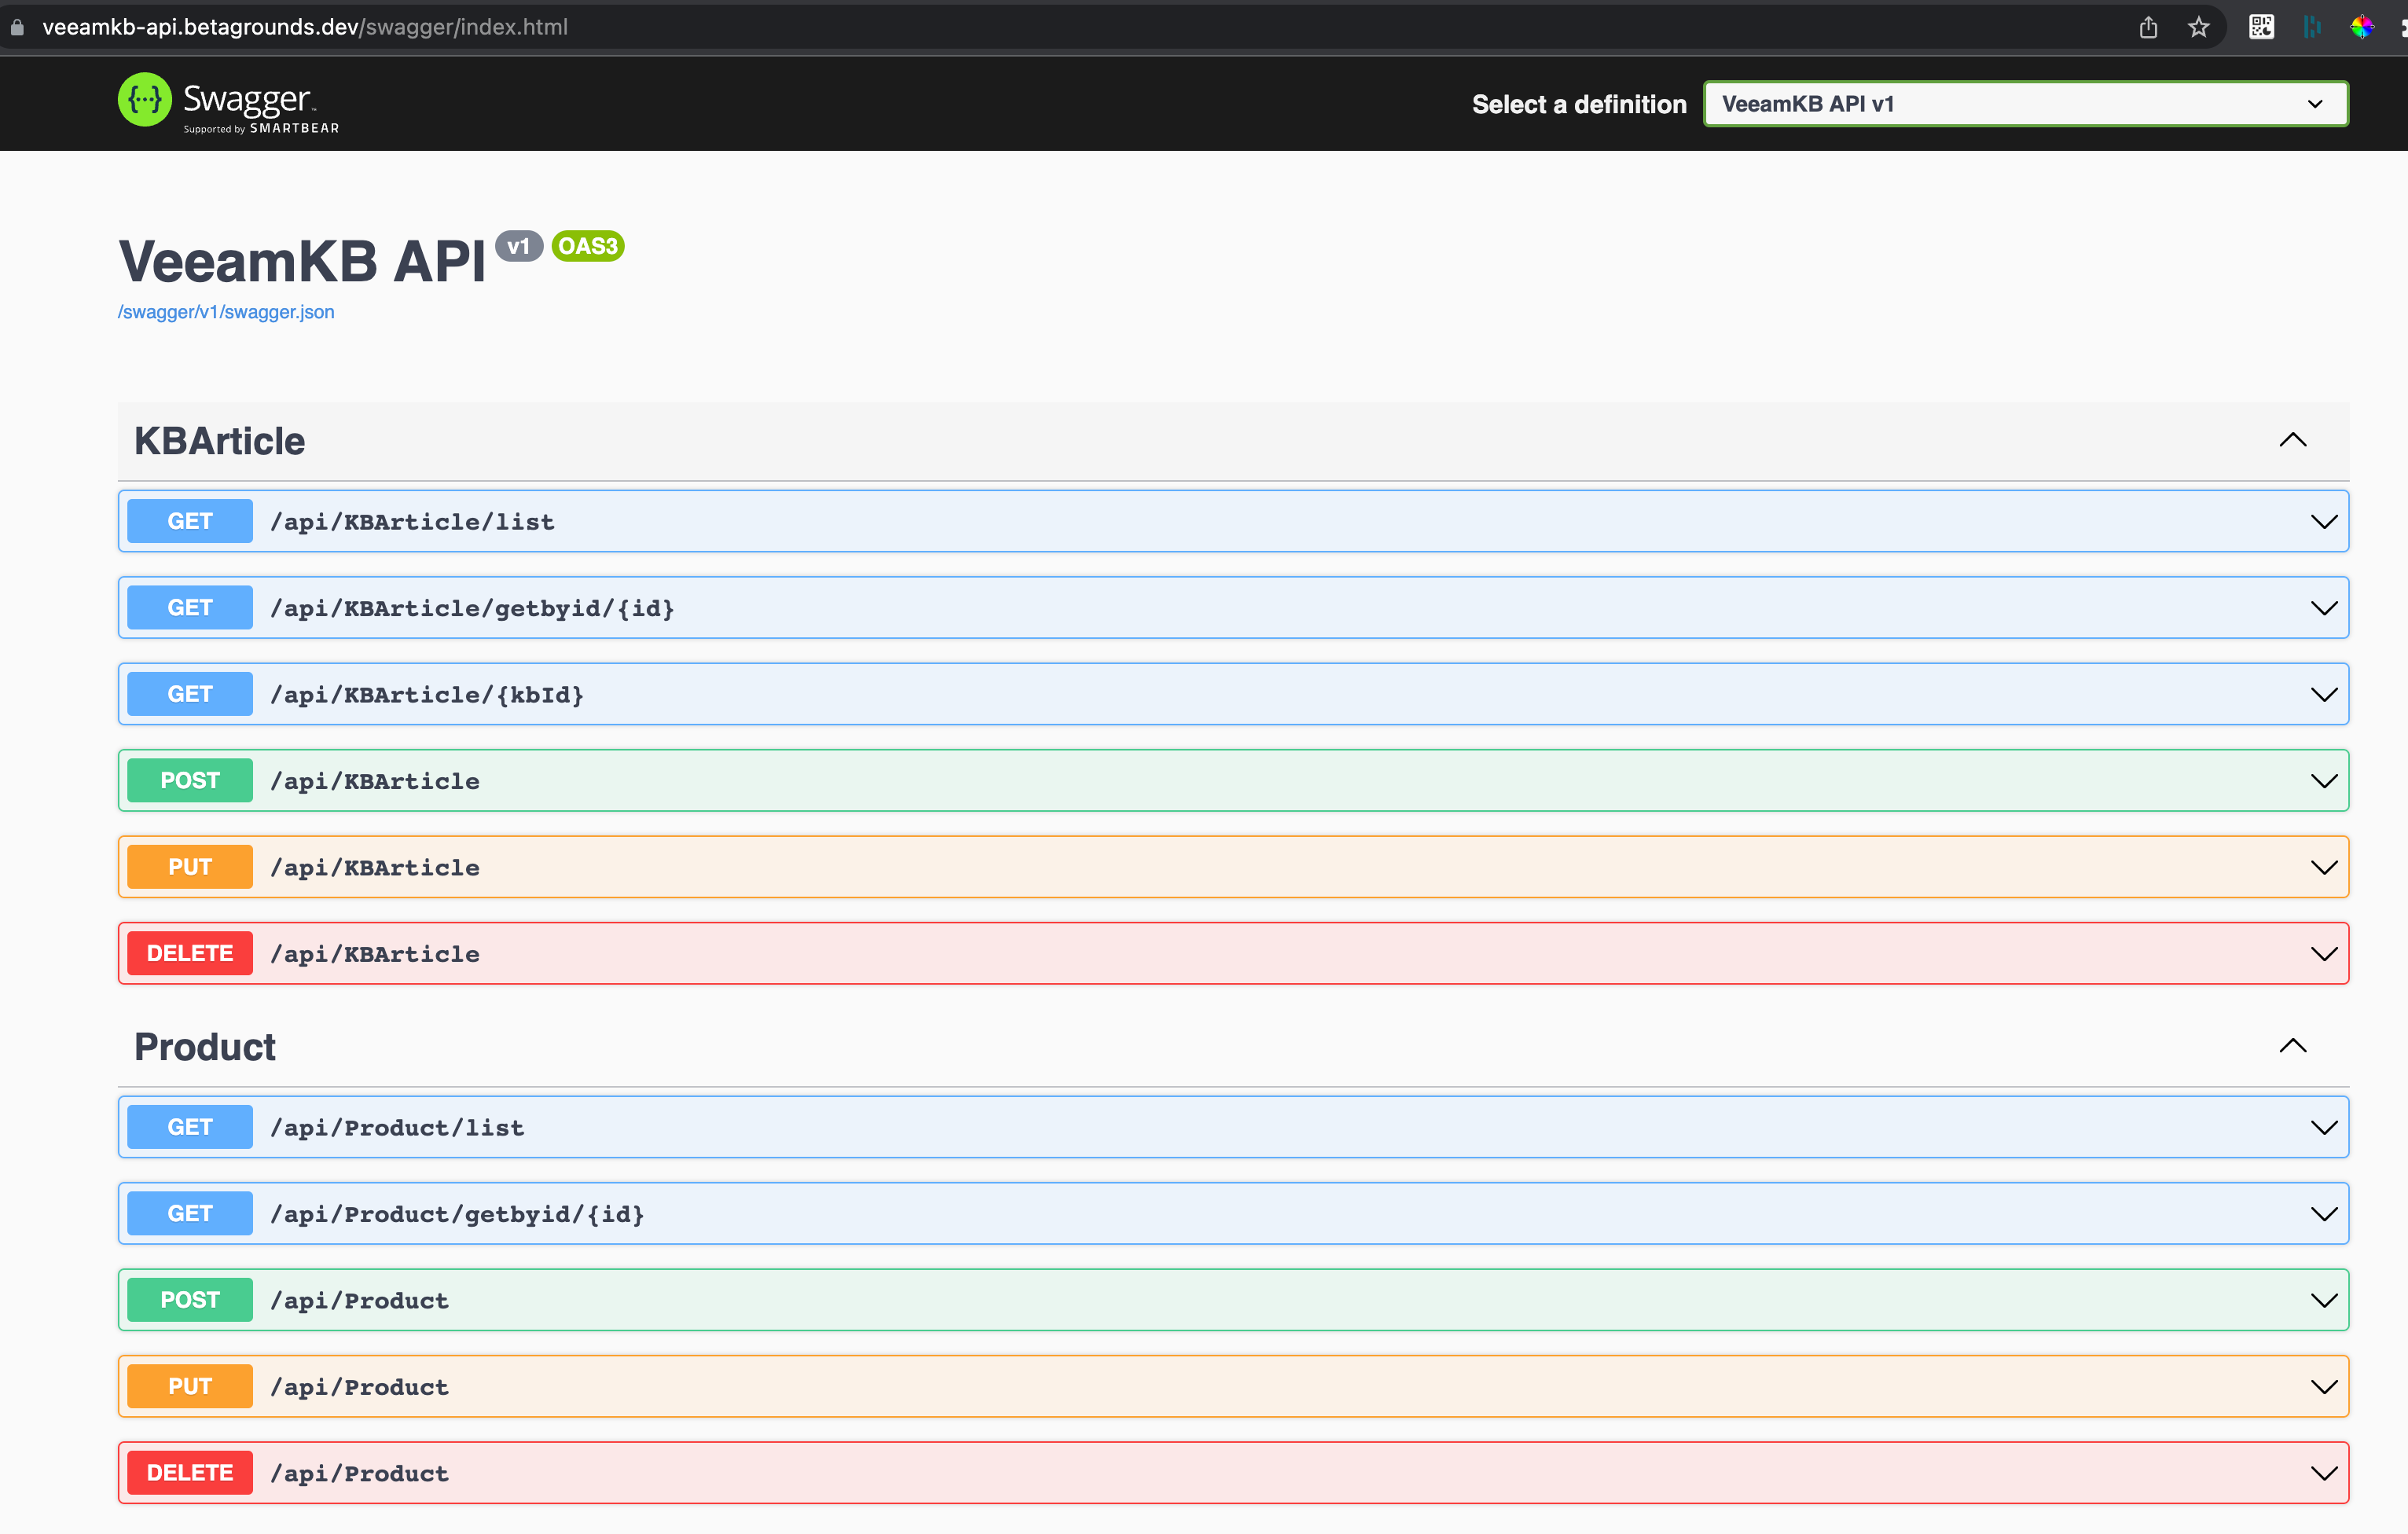 veeamkb-api.betagrounds.dev/swagger/index.html
Swagger
Supported by SMARTBEAR
Select a definition
VeeamKB API v1
VeeamKB API v1 OAS3
/swagger/v1/swagger.json
KBArticle
GET /api/KBArticle/list
GET /api/KBArticle/getbyid/{id}
GET /api/KBArticle/{kbId}
POST /api/KBArticle
PUT /api/KBArticle
DELETE /api/KBArticle
Product
GET /api/Product/list
GET /api/Product/getbyid/{id}
POST /api/Product
PUT /api/Product
DELETE /api/Product